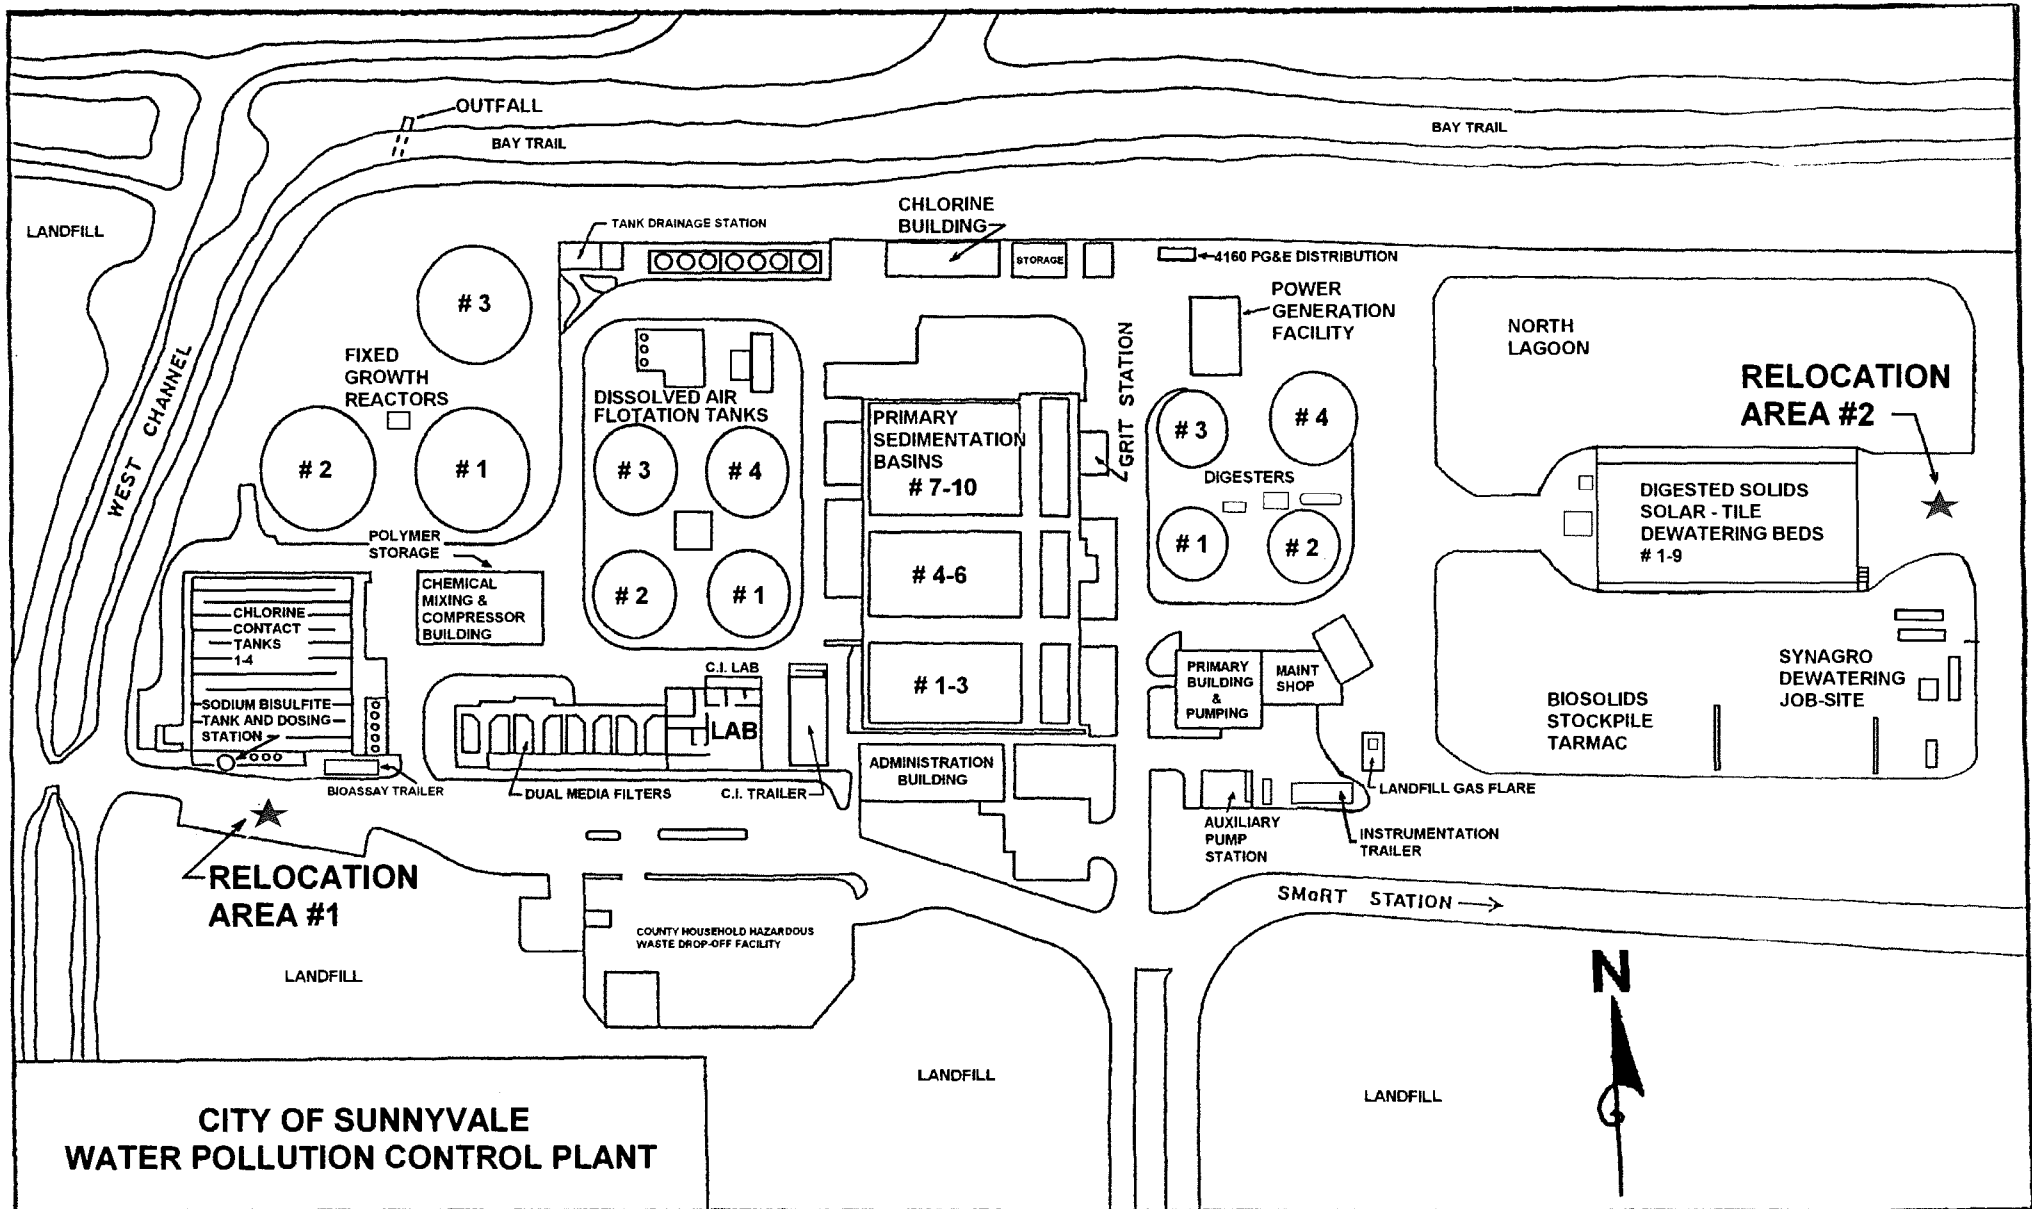 OUTFALL
BAY TRAIL
BAY TRAIL
LANDFILL
TANK DRAINAGE STATION
CHLORINE
BUILDING
STORAGE
4160 PG&E DISTRIBUTION
POWER
GENERATION
FACILITY
NORTH
LAGOON
RELOCATION
AREA #2
WEST CHANNEL
# 3
FIXED
GROWTH
REACTORS
# 2
# 1
DISSOLVED AIR
FLOTATION TANKS
# 3
# 4
# 2
# 1
PRIMARY
SEDIMENTATION
BASINS
# 7-10
# 4-6
# 1-3
GRIT STATION
# 3
# 4
DIGESTERS
# 1
# 2
DIGESTED SOLIDS
SOLAR - TILE
DEWATERING BEDS
# 1-9
POLYMER
STORAGE
CHEMICAL
MIXING &
COMPRESSOR
BUILDING
CHLORINE
CONTACT
TANKS
1-4
SODIUM BISULFITE
TANK AND DOSING
STATION
BIOASSAY TRAILER
C.I. LAB
LAB
DUAL MEDIA FILTERS
C.I. TRAILER
ADMINISTRATION
BUILDING
PRIMARY
BUILDING
&
PUMPING
MAINT
SHOP
BIOSOLIDS
STOCKPILE
TARMAC
SYNAGRO
DEWATERING
JOB-SITE
LANDFILL GAS FLARE
AUXILIARY
PUMP
STATION
INSTRUMENTATION
TRAILER
RELOCATION
AREA #1
SMaRT STATION
COUNTY HOUSEHOLD HAZARDOUS
WASTE DROP-OFF FACILITY
LANDFILL
LANDFILL
LANDFILL
N
CITY OF SUNNYVALE
WATER POLLUTION CONTROL PLANT